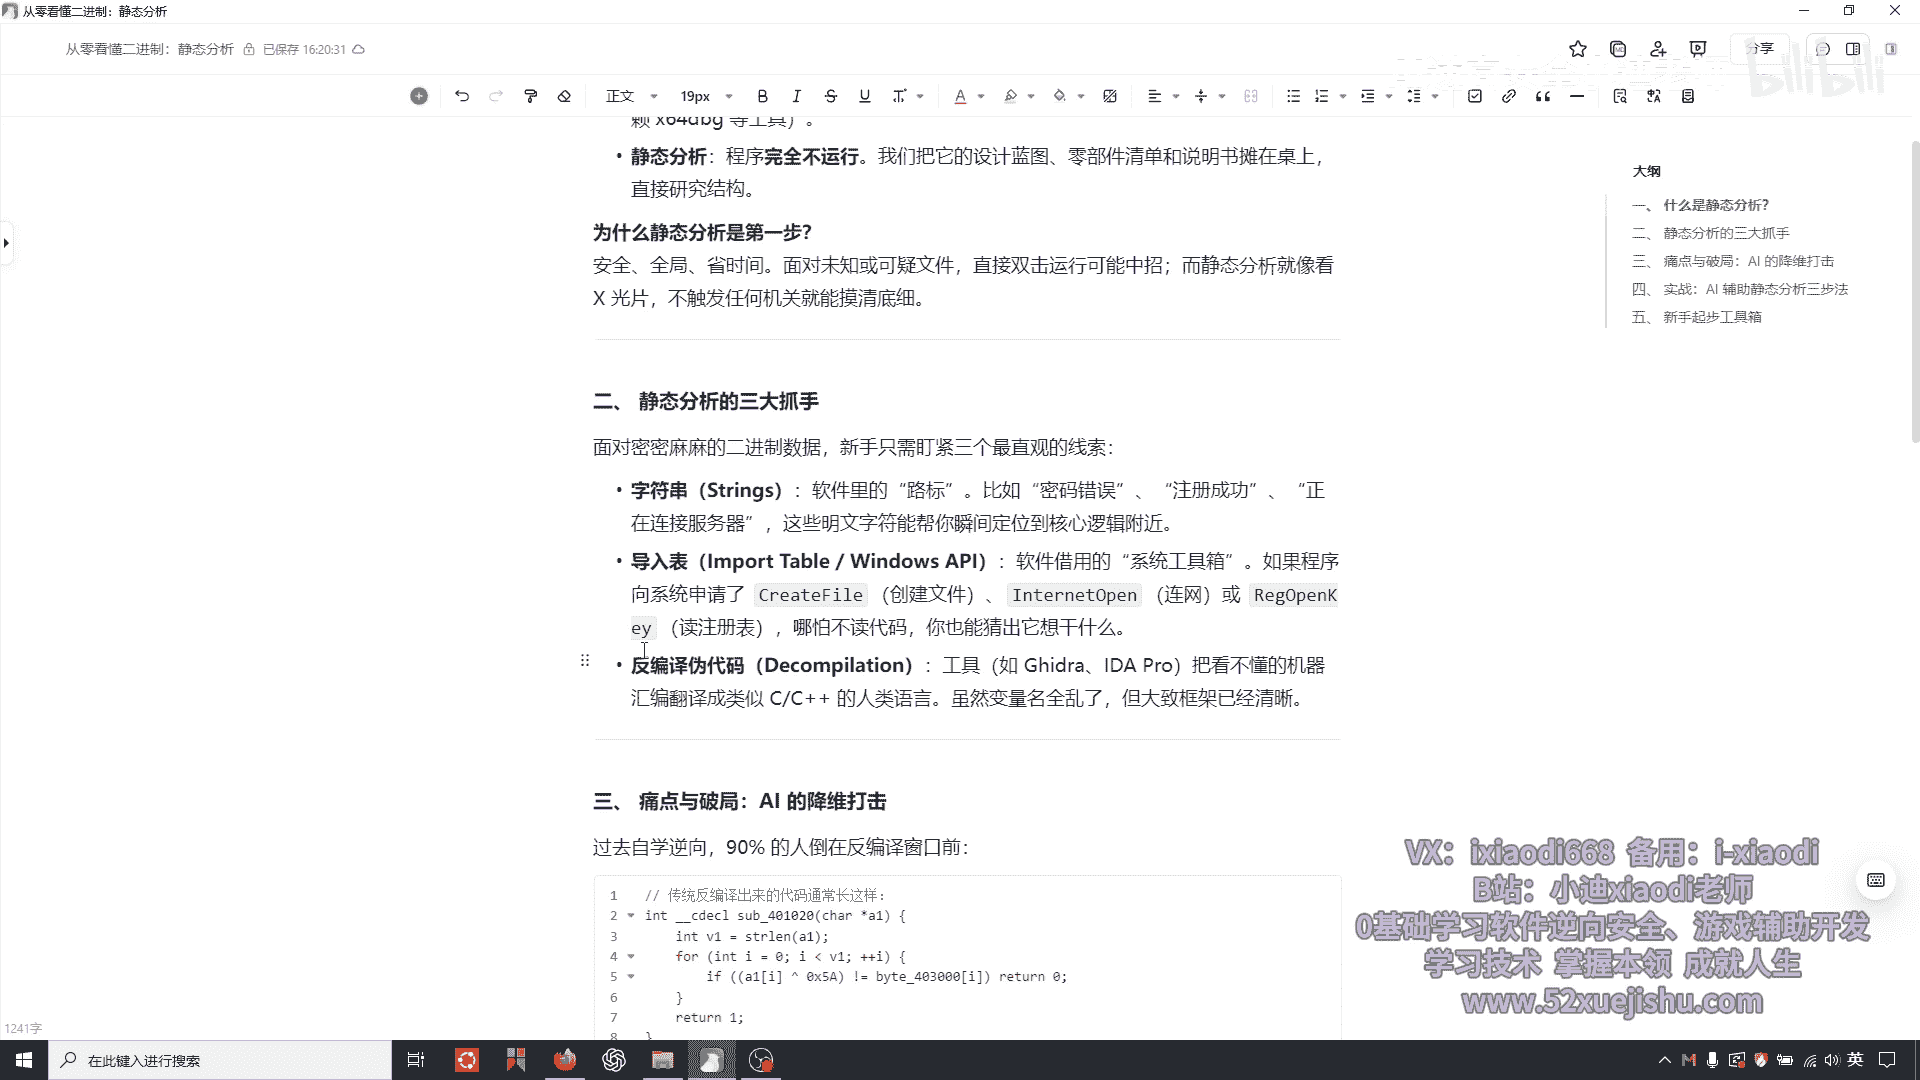 从零看懂二进制：静态分析
从零看懂二进制：静态分析 已保存 16:20:31
分享
bilibili
正文 19px
赖 x64dbg 等工具）。
• 静态分析：程序完全不运行。我们把它的设计蓝图、零部件清单和说明书摊在桌上，
直接研究结构。
为什么静态分析是第一步？
安全、全局、省时间。面对未知或可疑文件，直接双击运行可能中招；而静态分析就像看
X 光片，不触发任何机关就能摸清底细。
二、 静态分析的三大抓手
面对密密麻麻的二进制数据，新手只需盯紧三个最直观的线索：
• 字符串（Strings）：软件里的“路标”。比如“密码错误”、“注册成功”、“正
在连接服务器”，这些明文字符能帮你瞬间定位到核心逻辑附近。
• 导入表（Import Table / Windows API）：软件借用的“系统工具箱”。如果程序
向系统申请了 CreateFile （创建文件）、 InternetOpen （连网）或 RegOpenK
ey （读注册表），哪怕不读代码，你也能猜出它想干什么。
• 反编译伪代码（Decompilation）：工具（如 Ghidra、IDA Pro）把看不懂的机器
汇编翻译成类似 C/C++ 的人类语言。虽然变量名全乱了，但大致框架已经清晰。
三、 痛点与破局：AI 的降维打击
过去自学逆向，90% 的人倒在反编译窗口前：
1 // 传统反编译出来的代码通常长这样：
2 int __cdecl sub_401020(char *a1) {
3 int v1 = strlen(a1);
4 for (int i = 0; i < v1; ++i) {
5 if ((a1[i] ^ 0x5A) != byte_403000[i]) return 0;
6 }
7 return 1;
8 }
大纲
一、 什么是静态分析？
二、 静态分析的三大抓手
三、 痛点与破局：AI 的降维打击
四、 实战：AI 辅助静态分析三步法
五、 新手起步工具箱
VX：ixiaodi668 备用：i-xiaodi
B站：小迪xiaodi老师
0基础学习软件逆向安全、游戏辅助开发
学习技术 掌握本领 成就人生
www.52xuejishu.com
1241字
在此键入进行搜索
英